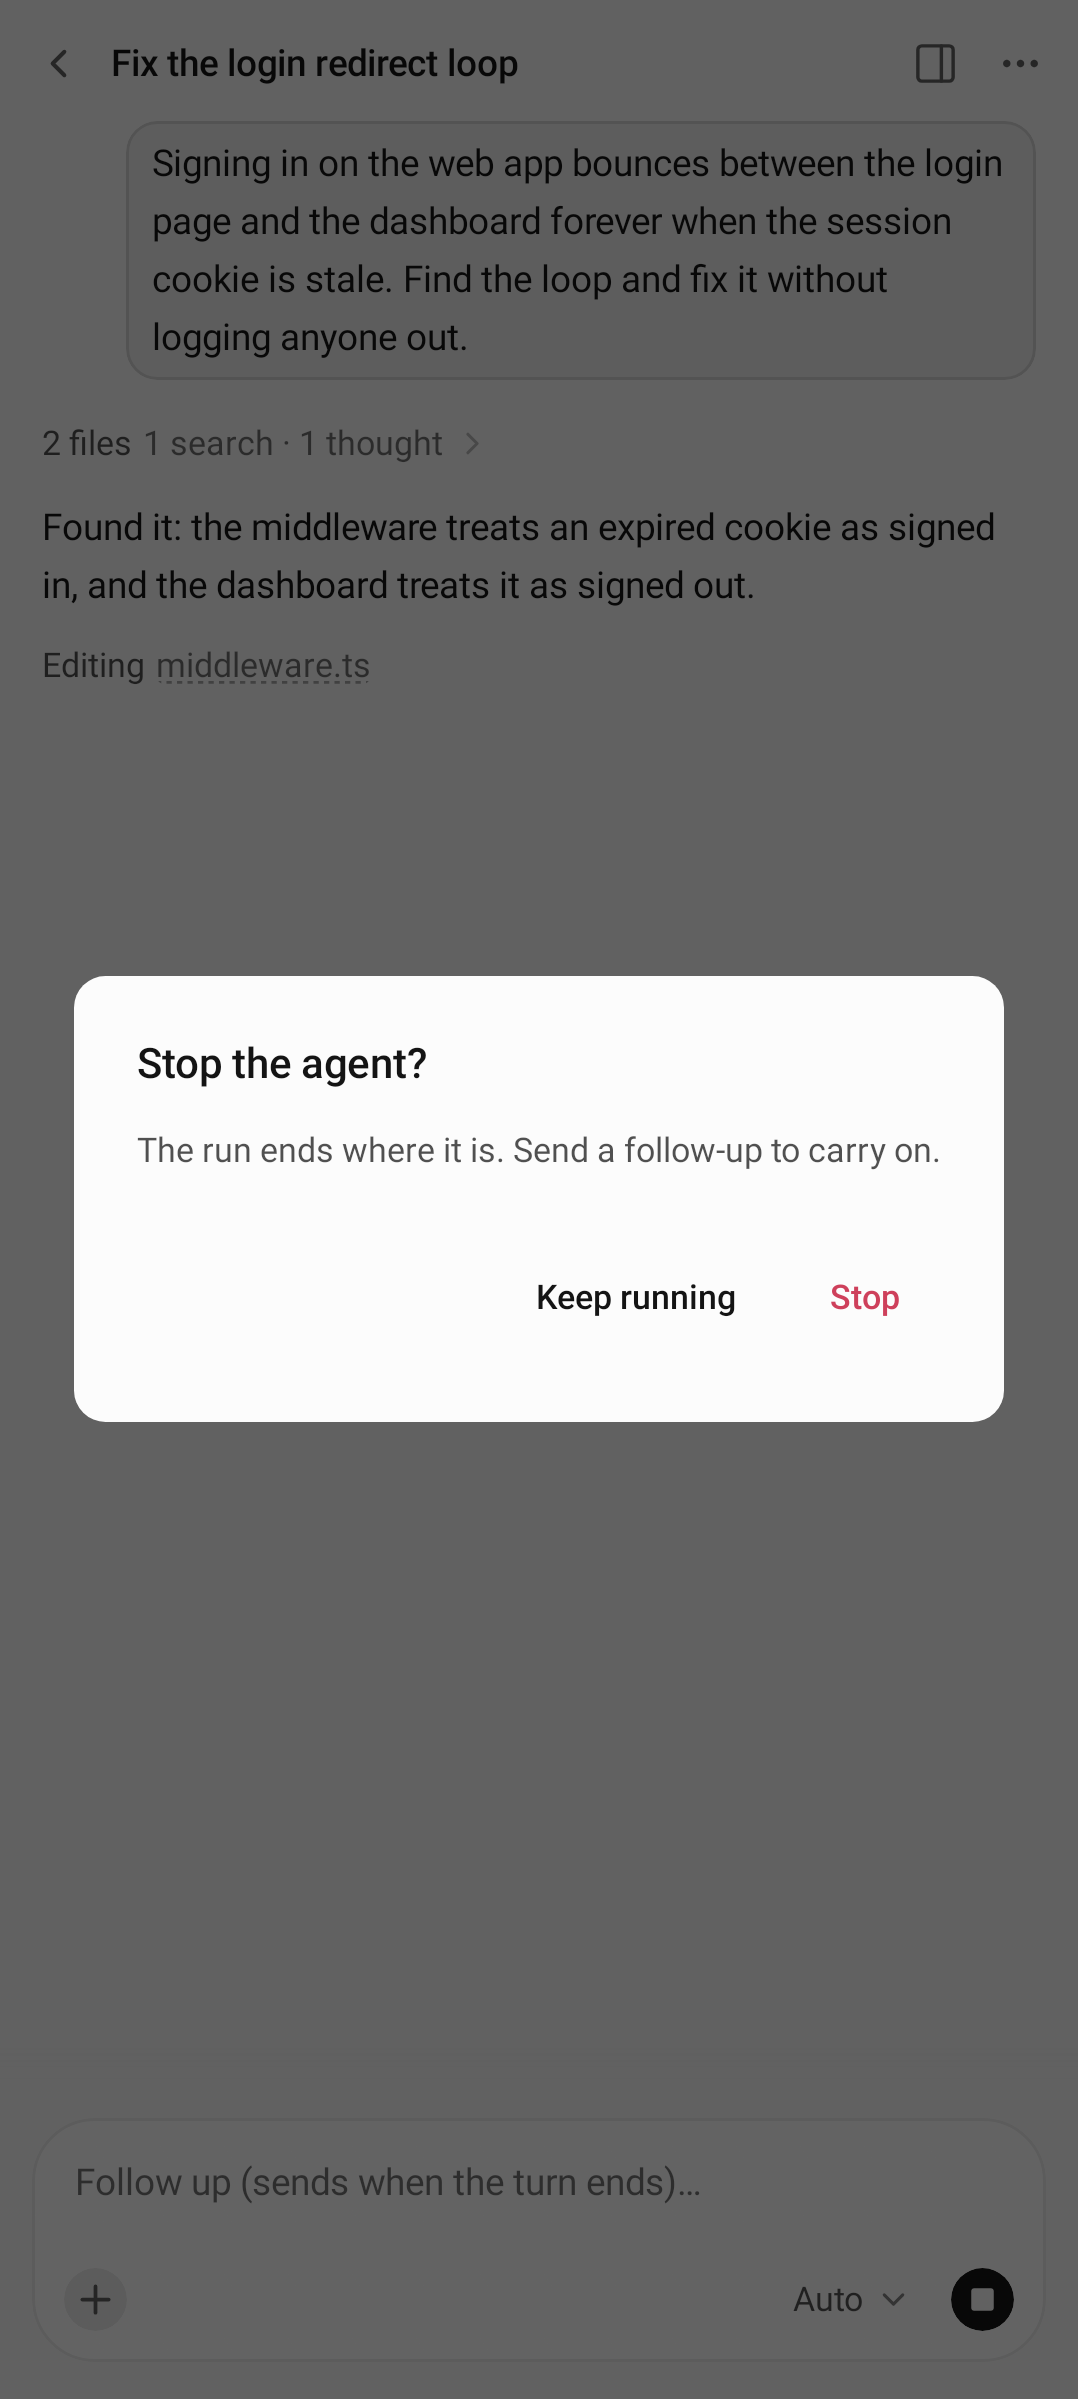 Fix the login redirect loop
Signing in on the web app bounces between the login
page and the dashboard forever when the session
cookie is stale. Find the loop and fix it without
logging anyone out.
2 files 1 search · 1 thought
Found it: the middleware treats an expired cookie as signed
in, and the dashboard treats it as signed out.
Editing middleware.ts
Stop the agent?
The run ends where it is. Send a follow-up to carry on.
Keep running Stop
Follow up (sends when the turn ends)…
Auto